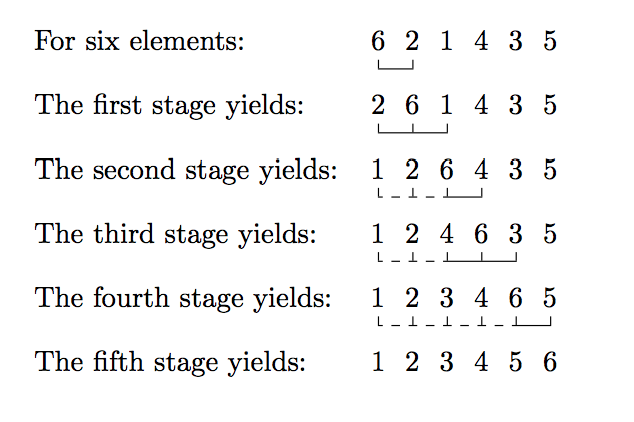 For six elements: 6 2 1 4 3 5
The first stage yields: 2 6 1 4 3 5
The second stage yields: 1 2 6 4 3 5
The third stage yields: 1 2 4 6 3 5
The fourth stage yields: 1 2 3 4 6 5
The fifth stage yields: 1 2 3 4 5 6